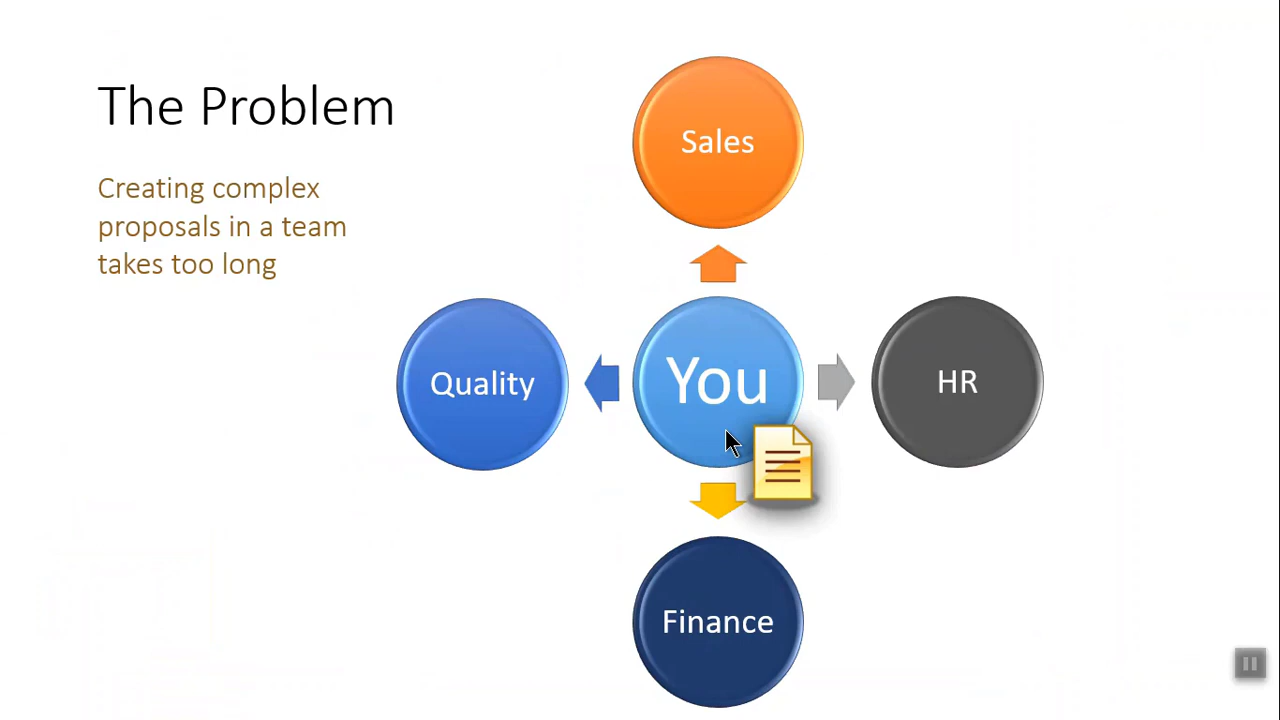 The Problem
Creating complex
proposals in a team
takes too long
Sales
Quality
You
HR
Finance